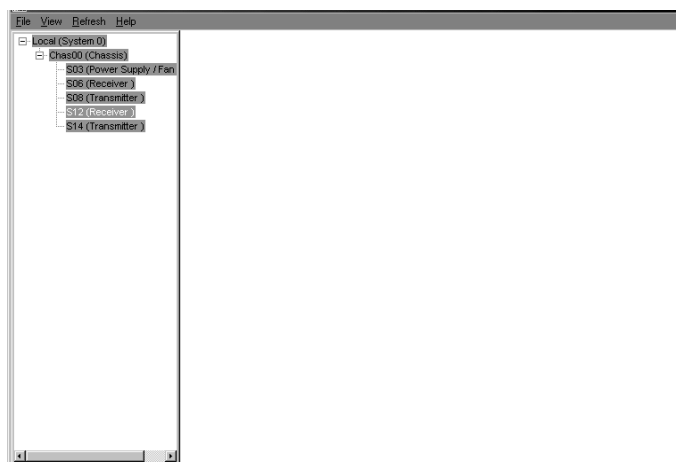 File View Refresh Help
Local (System 0)
Chas00 (Chassis)
S03 (Power Supply / Fan
S06 (Receiver )
S08 (Transmitter )
S12 (Receiver )
S14 (Transmitter )